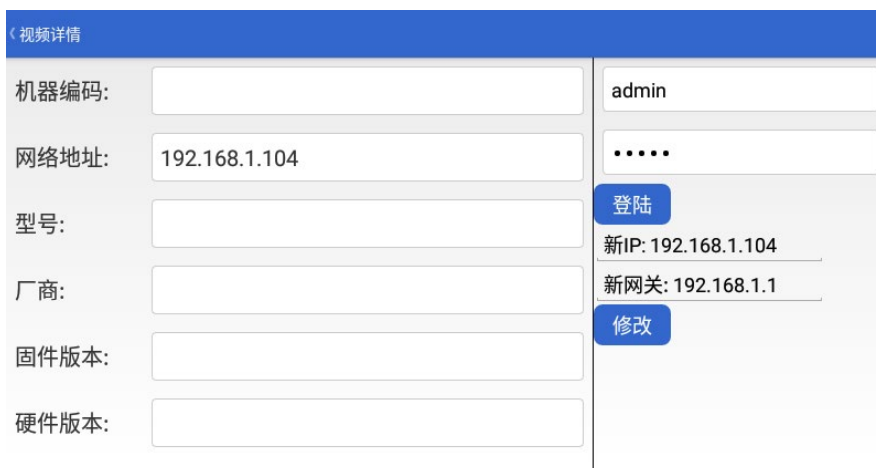 《视频详情
机器编码:
网络地址: 192.168.1.104
型号:
厂商:
固件版本:
硬件版本:
admin
•••••
登陆
新IP: 192.168.1.104
新网关: 192.168.1.1
修改